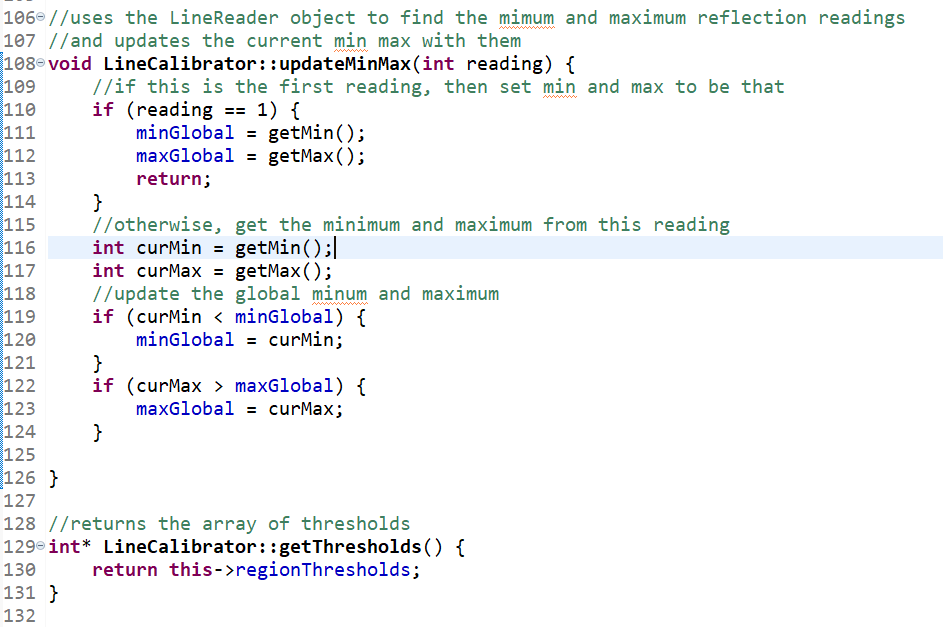 106 //uses the LineReader object to find the mimum and maximum reflection readings
107 //and updates the current min max with them
108 void LineCalibrator::updateMinMax(int reading) {
109     //if this is the first reading, then set min and max to be that
110     if (reading == 1) {
111         minGlobal = getMin();
112         maxGlobal = getMax();
113         return;
114     }
115     //otherwise, get the minimum and maximum from this reading
116     int curMin = getMin();
117     int curMax = getMax();
118     //update the global minum and maximum
119     if (curMin < minGlobal) {
120         minGlobal = curMin;
121     }
122     if (curMax > maxGlobal) {
123         maxGlobal = curMax;
124     }
125
126 }
127
128 //returns the array of thresholds
129 int* LineCalibrator::getThresholds() {
130     return this->regionThresholds;
131 }
132